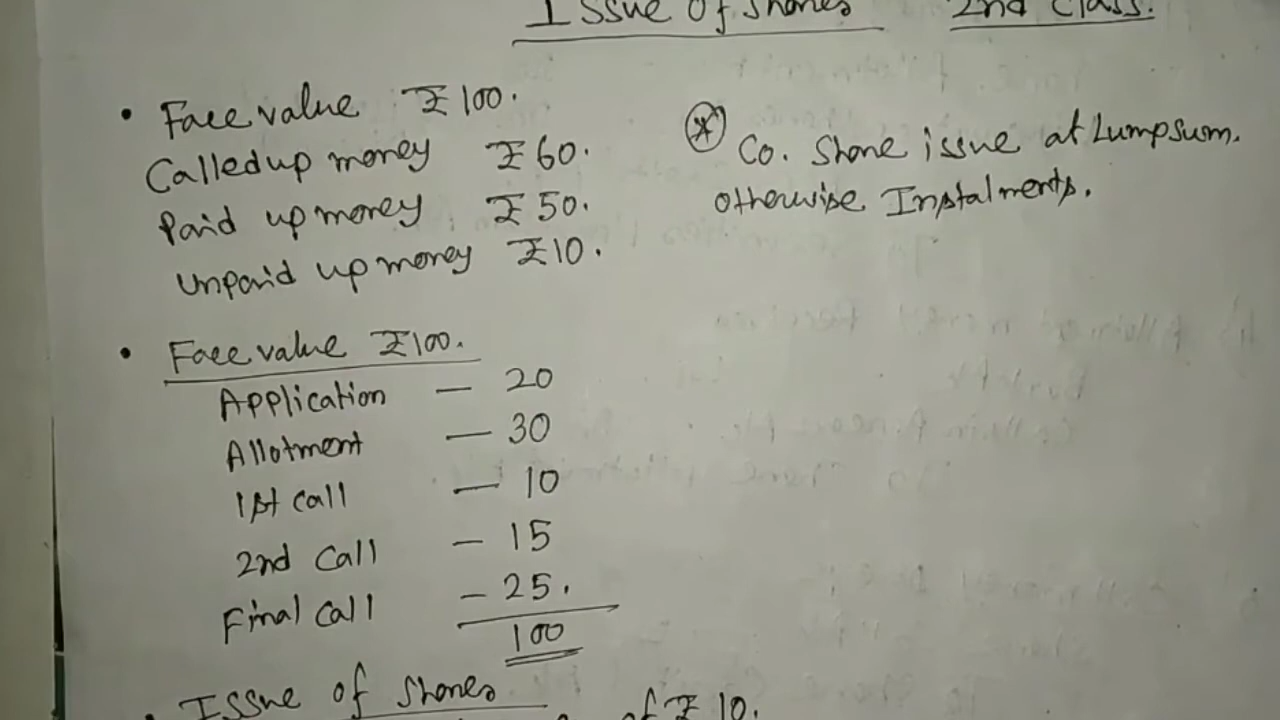 Issue of Shares 2nd Class.
• Face value ₹100.
Called up money ₹60.
Paid up money ₹50.
Unpaid up money ₹10.
⊛ Co. Share issue at Lumpsum.
otherwise Instalments.
• Face value ₹100.
Application — 20
Allotment — 30
1st call — 10
2nd call — 15
Final call — 25.
100
• Issue of Shares
of ₹10.